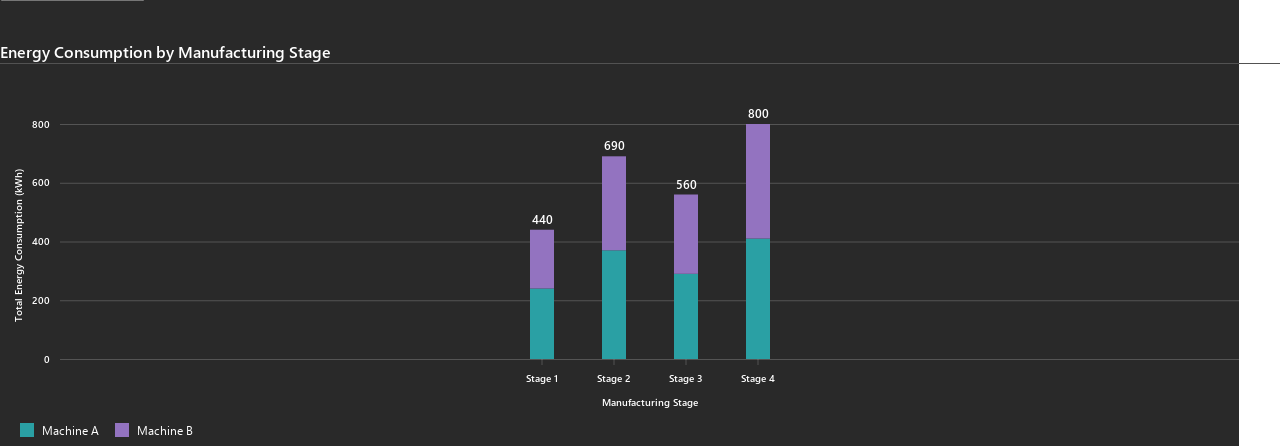 Energy Consumption by Manufacturing Stage
800
600
400
200
0
Total Energy Consumption (kWh)
440
690
560
800
Stage 1
Stage 2
Stage 3
Stage 4
Manufacturing Stage
Machine A
Machine B